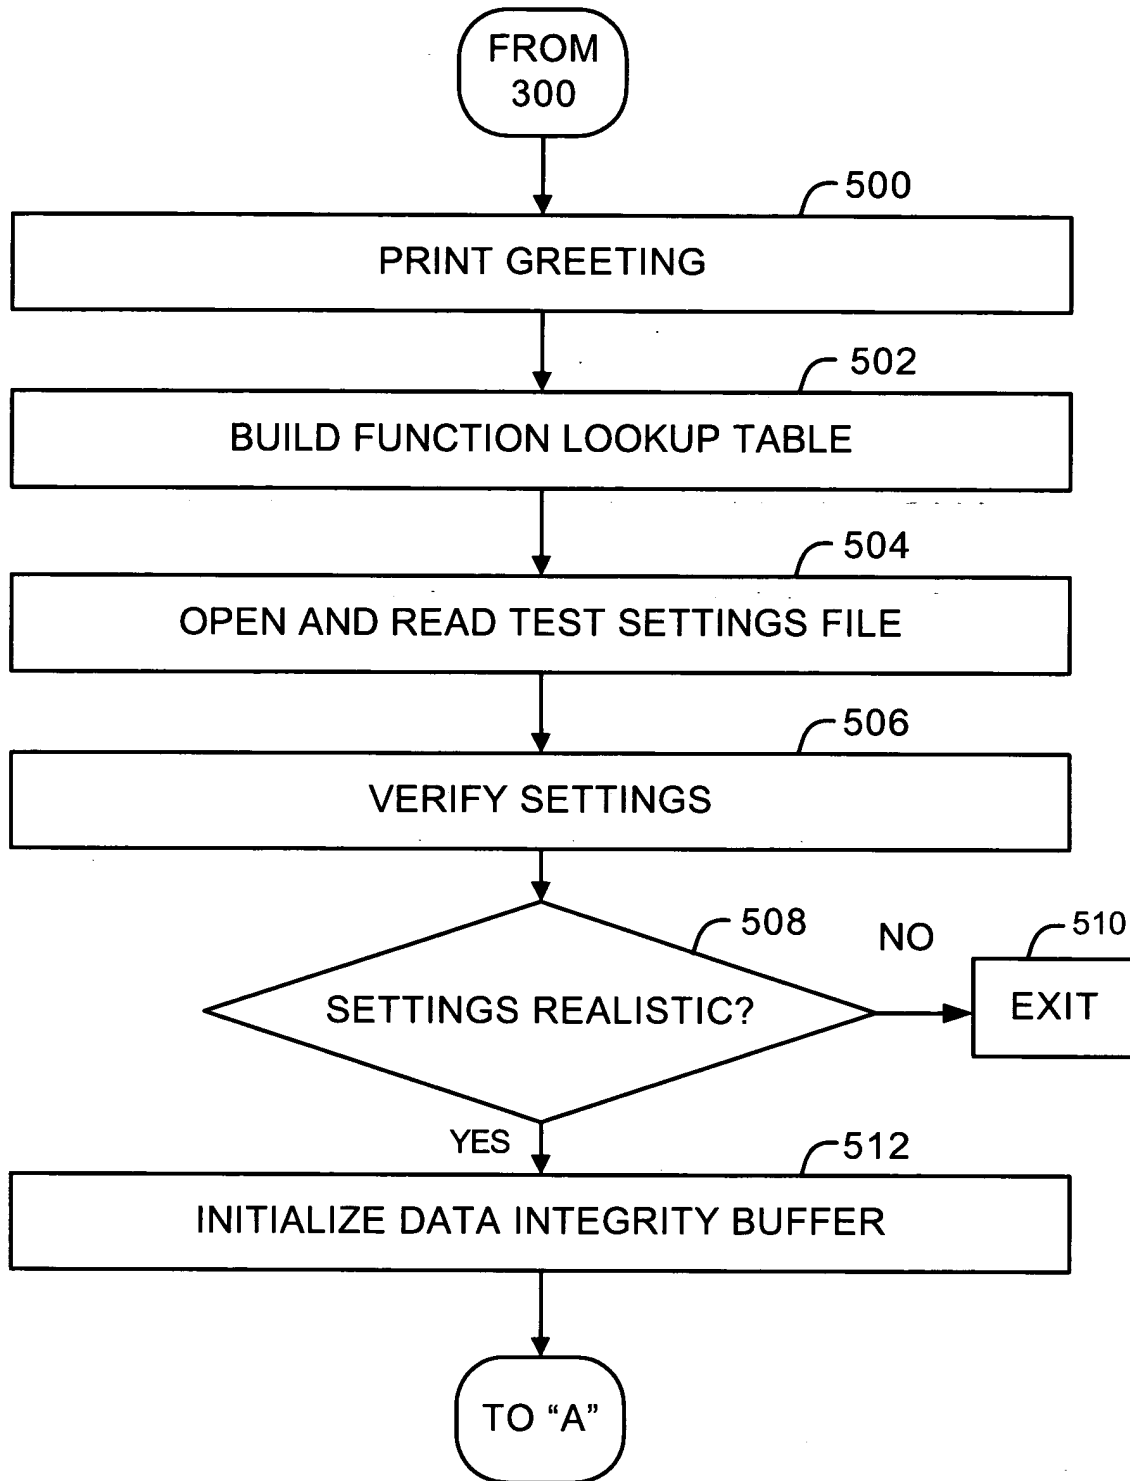 FROM
300
500
PRINT GREETING
502
BUILD FUNCTION LOOKUP TABLE
504
OPEN AND READ TEST SETTINGS FILE
506
VERIFY SETTINGS
508
NO
510
SETTINGS REALISTIC?
EXIT
YES
512
INITIALIZE DATA INTEGRITY BUFFER
TO “A”